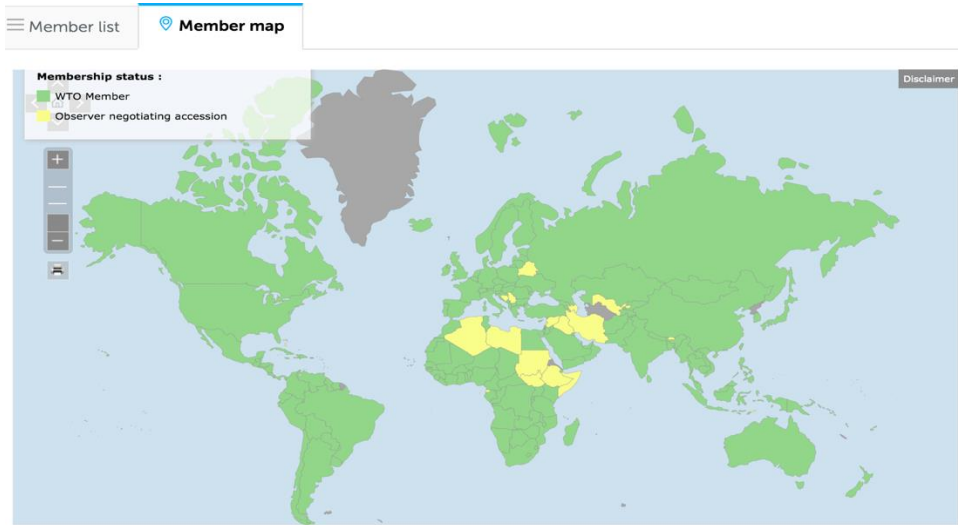 Member list
Member map
Membership status :
Disclaimer
WTO Member
Observer negotiating accession